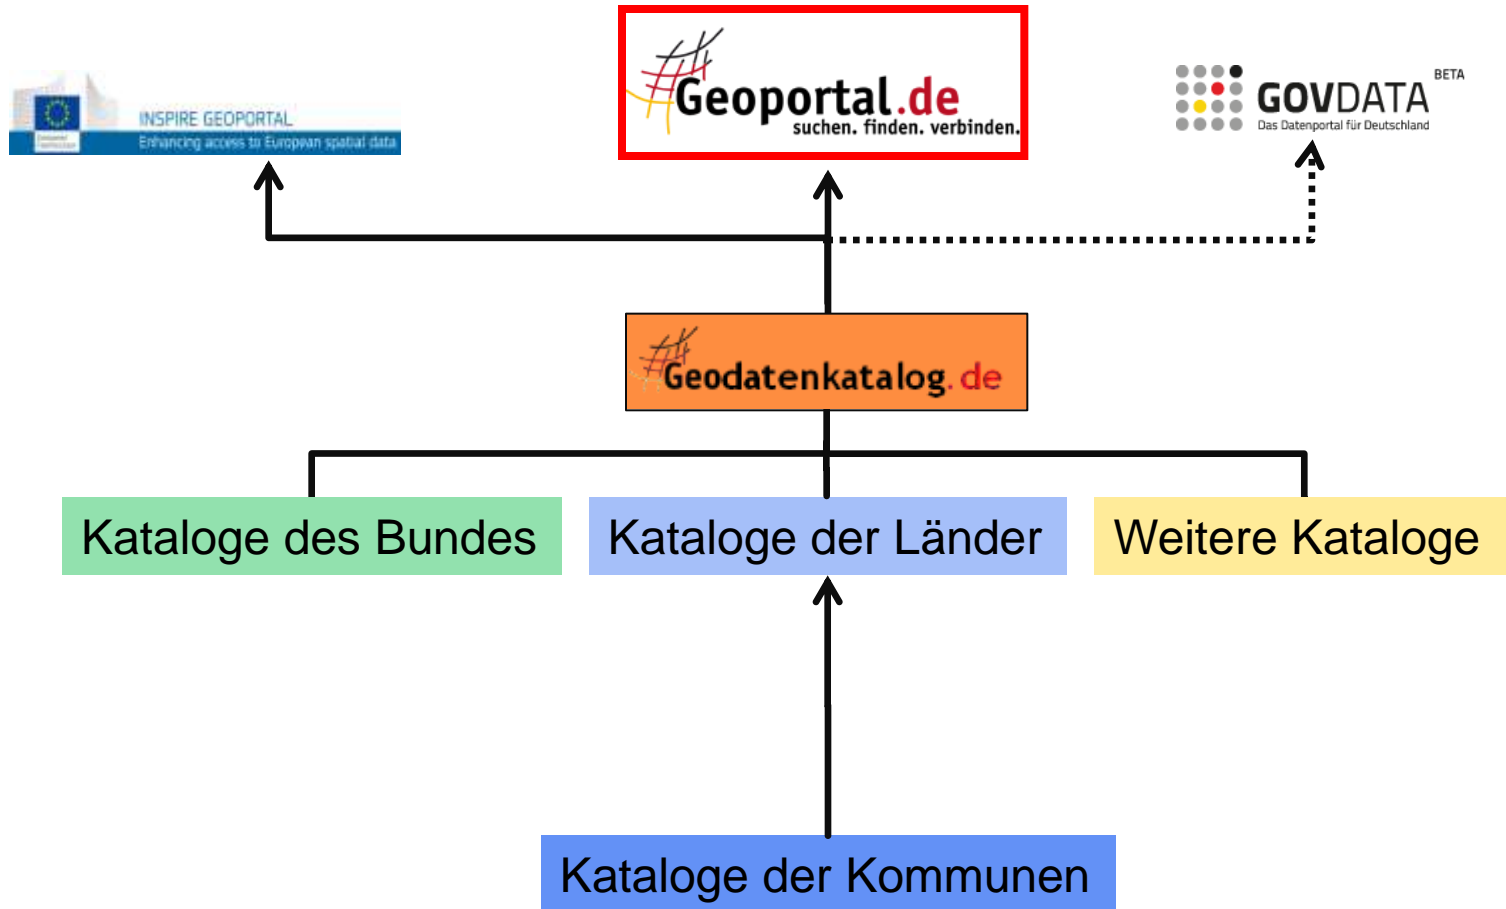 INSPIRE GEOPORTAL
Enhancing access to European spatial data
Geoportal.de
suchen. finden. verbinden.
GOVDATA BETA
Das Datenportal für Deutschland
Geodatenkatalog.de
Kataloge des Bundes
Kataloge der Länder
Weitere Kataloge
Kataloge der Kommunen